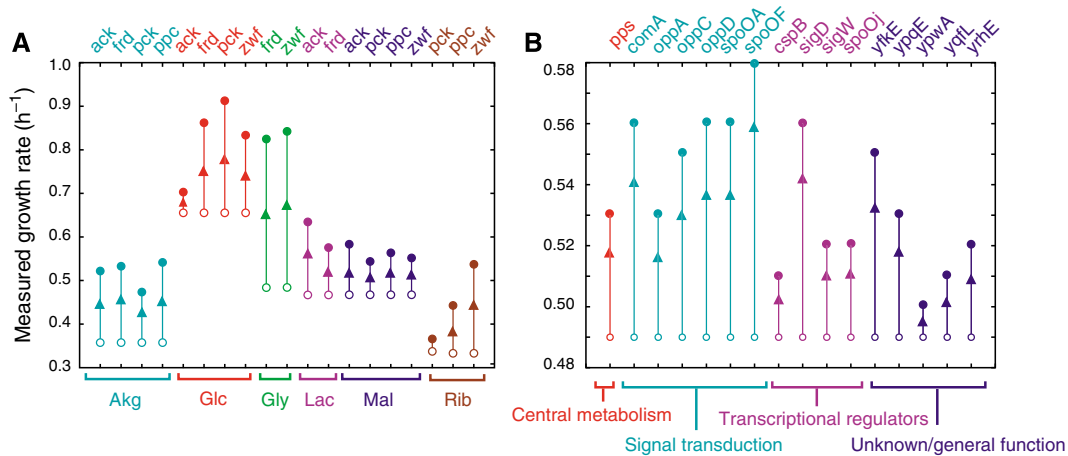 A
ack frd pck ppc ack frd pck zwf frd zwf ack frd ack pck ppc zwf pck ppc zwf
Measured growth rate (h⁻¹)
1.0
0.9
0.8
0.7
0.6
0.5
0.4
0.3
Akg Glc Gly Lac Mal Rib
B
pps comA oppA oppC oppD spoOA spoOF cspB sigD sigW spoOj yfkE ypqE ypwA yqfL yrhE
0.58
0.56
0.54
0.52
0.50
0.48
Central metabolism
Transcriptional regulators
Signal transduction
Unknown/general function